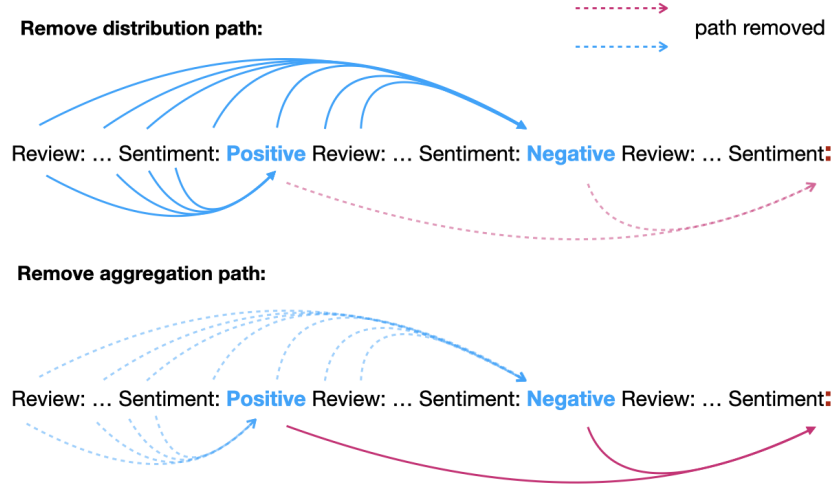 Remove distribution path:
path removed
Review: ... Sentiment: Positive Review: ... Sentiment: Negative Review: ... Sentiment:
Remove aggregation path:
Review: ... Sentiment: Positive Review: ... Sentiment: Negative Review: ... Sentiment: